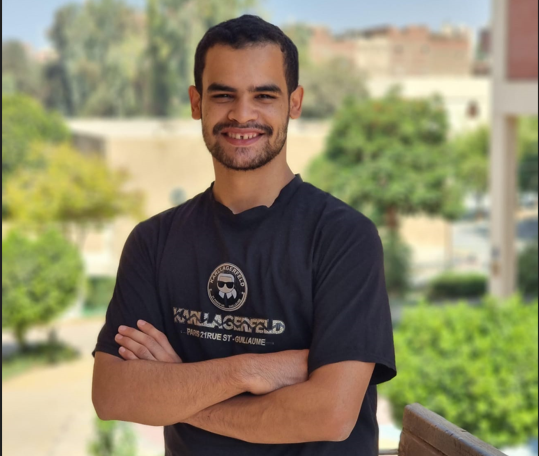 KARLLAGERFELD
PARIS 21RUE ST - GUILLAUME